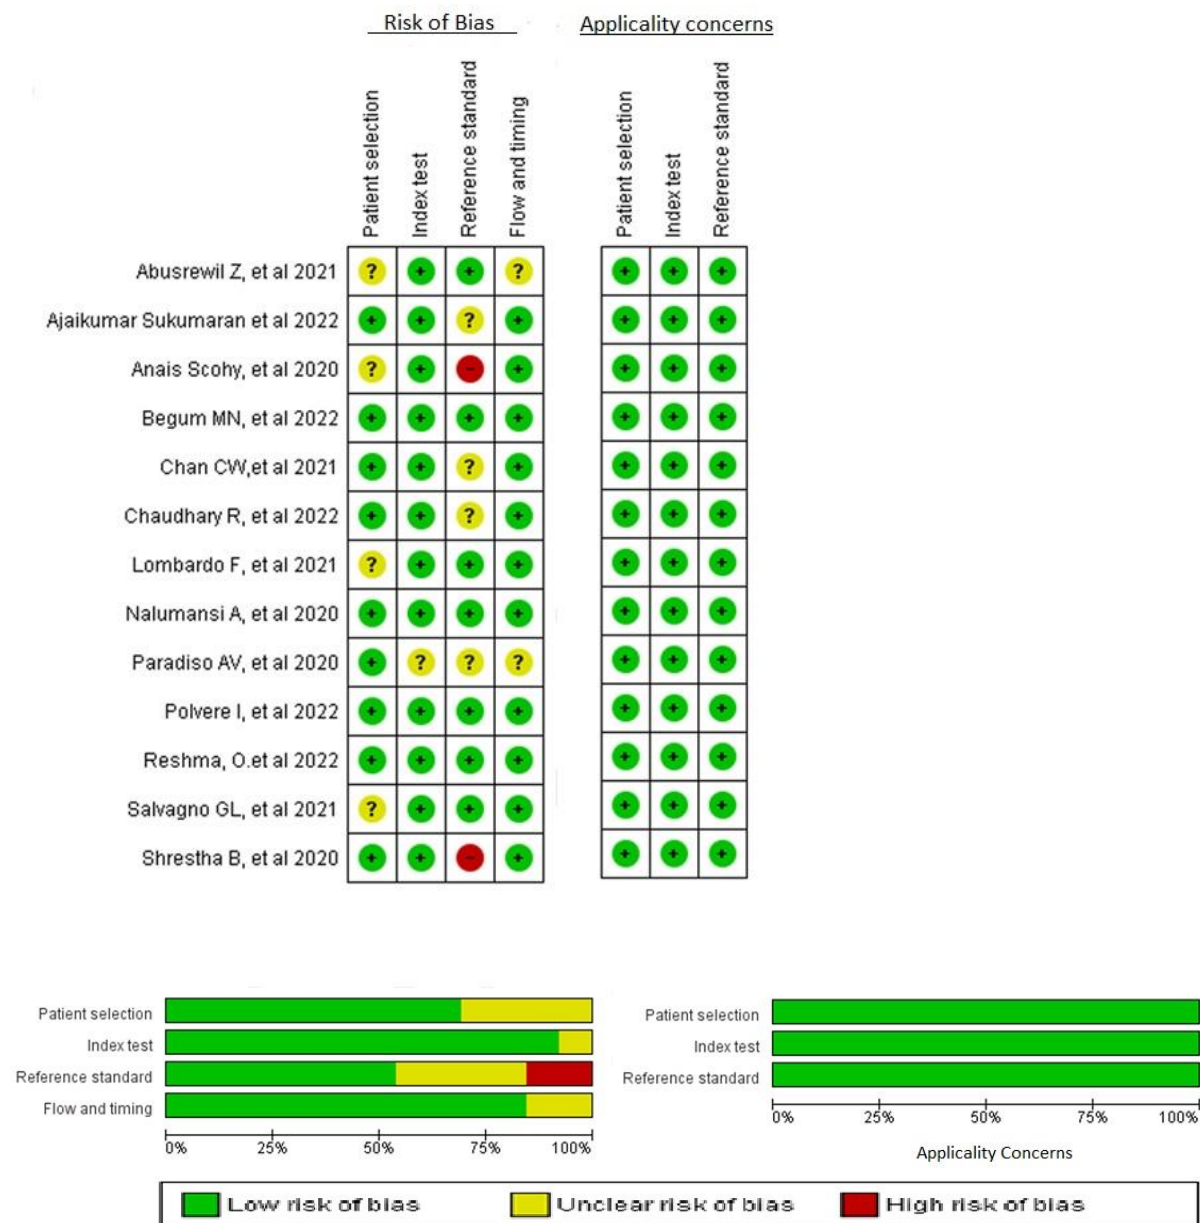 Risk of Bias
Applicality concerns
Patient selection
Index test
Reference standard
Flow and timing
Patient selection
Index test
Reference standard
Abusrewil Z, et al 2021 ? + + ? + + +
Ajaikumar Sukumaran et al 2022 + + ? + + + +
Anais Scohy, et al 2020 ? + - + + + +
Begum MN, et al 2022 + + + + + + +
Chan CW,et al 2021 + + ? + + + +
Chaudhary R, et al 2022 + + ? + + + +
Lombardo F, et al 2021 ? + + + + + +
Nalumansi A, et al 2020 + + + + + + +
Paradiso AV, et al 2020 + ? ? ? + + +
Polvere I, et al 2022 + + + + + + +
Reshma, O.et al 2022 + + + + + + +
Salvagno GL, et al 2021 ? + + + + + +
Shrestha B, et al 2020 + + - + + + +
Patient selection
Index test
Reference standard
Flow and timing
0% 25% 50% 75% 100%
Patient selection
Index test
Reference standard
0% 25% 50% 75% 100%
Applicality Concerns
Low risk of bias
Unclear risk of bias
High risk of bias